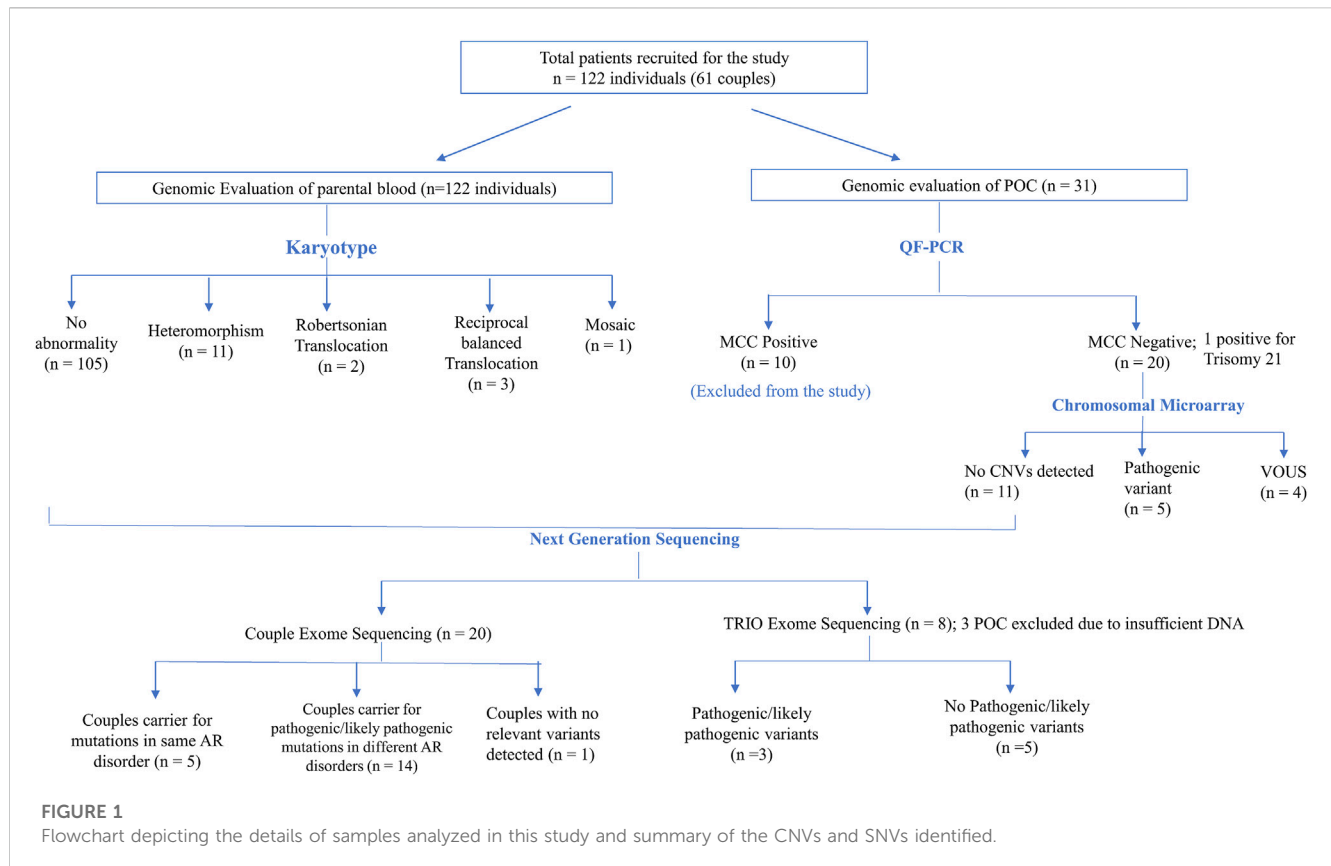 Total patients recruited for the study
n = 122 individuals (61 couples)
Genomic Evaluation of parental blood (n=122 individuals)
Genomic evaluation of POC (n = 31)
Karyotype
QF-PCR
No
abnormality
(n = 105)
Heteromorphism
(n = 11)
Robertsonian
Translocation
(n = 2)
Reciprocal
balanced
Translocation
(n = 3)
Mosaic
(n = 1)
MCC Positive
(n = 10)
(Excluded from the study)
MCC Negative;
(n = 20)
1 positive for
Trisomy 21
Chromosomal Microarray
No CNVs detected
(n = 11)
Pathogenic
variant
(n = 5)
VOUS
(n = 4)
Next Generation Sequencing
Couple Exome Sequencing (n = 20)
TRIO Exome Sequencing (n = 8); 3 POC excluded due to insufficient DNA
Couples carrier for
mutations in same AR
disorder (n = 5)
Couples carrier for
pathogenic/likely pathogenic
mutations in different AR
disorders (n = 14)
Couples with no
relevant variants
detected (n = 1)
Pathogenic/likely
pathogenic variants
(n =3)
No Pathogenic/likely
pathogenic variants
(n =5)
FIGURE 1
Flowchart depicting the details of samples analyzed in this study and summary of the CNVs and SNVs identified.